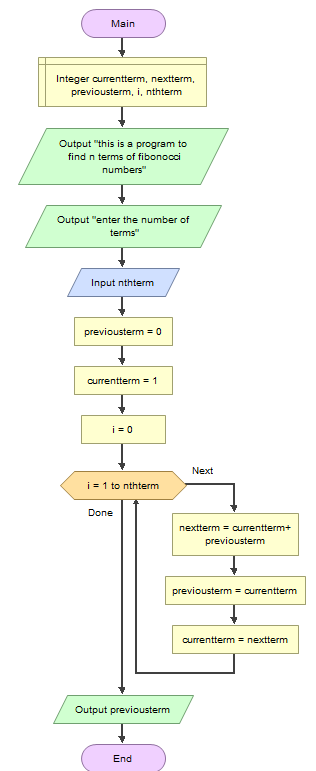 Main
Integer currentterm, nextterm,
previousterm, i, nthterm
Output "this is a program to
find n terms of fibonocci
numbers"
Output "enter the number of
terms"
Input nthterm
previousterm = 0
currentterm = 1
i = 0
i = 1 to nthterm
Next
nextterm = currentterm+
previousterm
previousterm = currentterm
currentterm = nextterm
Done
Output previousterm
End